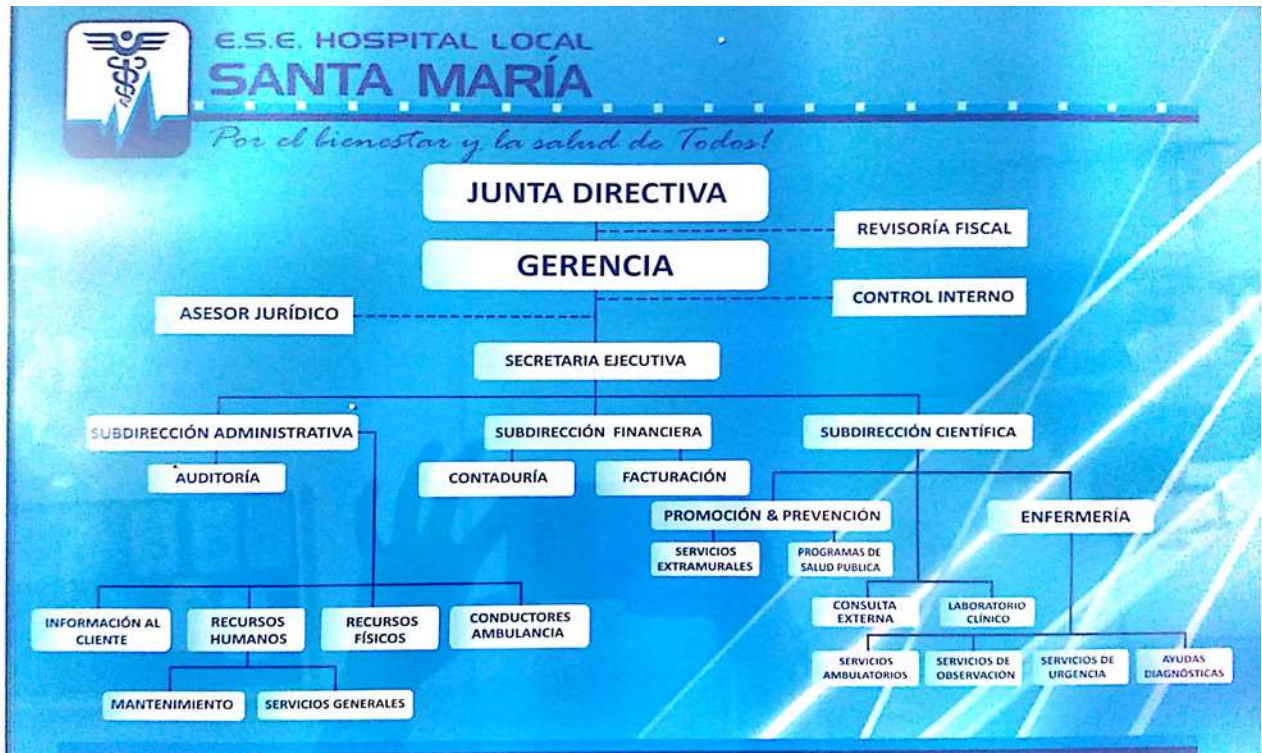 E.S.E. HOSPITAL LOCAL
SANTA MARÍA
Por el bienestar y la salud de Todos!
JUNTA DIRECTIVA
REVISORÍA FISCAL
GERENCIA
CONTROL INTERNO
ASESOR JURÍDICO
SECRETARIA EJECUTIVA
SUBDIRECCIÓN ADMINISTRATIVA
SUBDIRECCIÓN FINANCIERA
SUBDIRECCIÓN CIENTÍFICA
AUDITORÍA
CONTADURÍA
FACTURACIÓN
PROMOCIÓN & PREVENCIÓN
ENFERMERÍA
SERVICIOS
EXTRAMURALES
PROGRAMAS DE
SALUD PUBLICA
INFORMACIÓN AL
CLIENTE
RECURSOS
HUMANOS
RECURSOS
FÍSICOS
CONDUCTORES
AMBULANCIA
CONSULTA
EXTERNA
LABORATORIO
CLÍNICO
SERVICIOS
AMBULATORIOS
SERVICIOS DE
OBSERVACION
SERVICIOS DE
URGENCIA
AYUDAS
DIAGNÓSTICAS
MANTENIMIENTO
SERVICIOS GENERALES